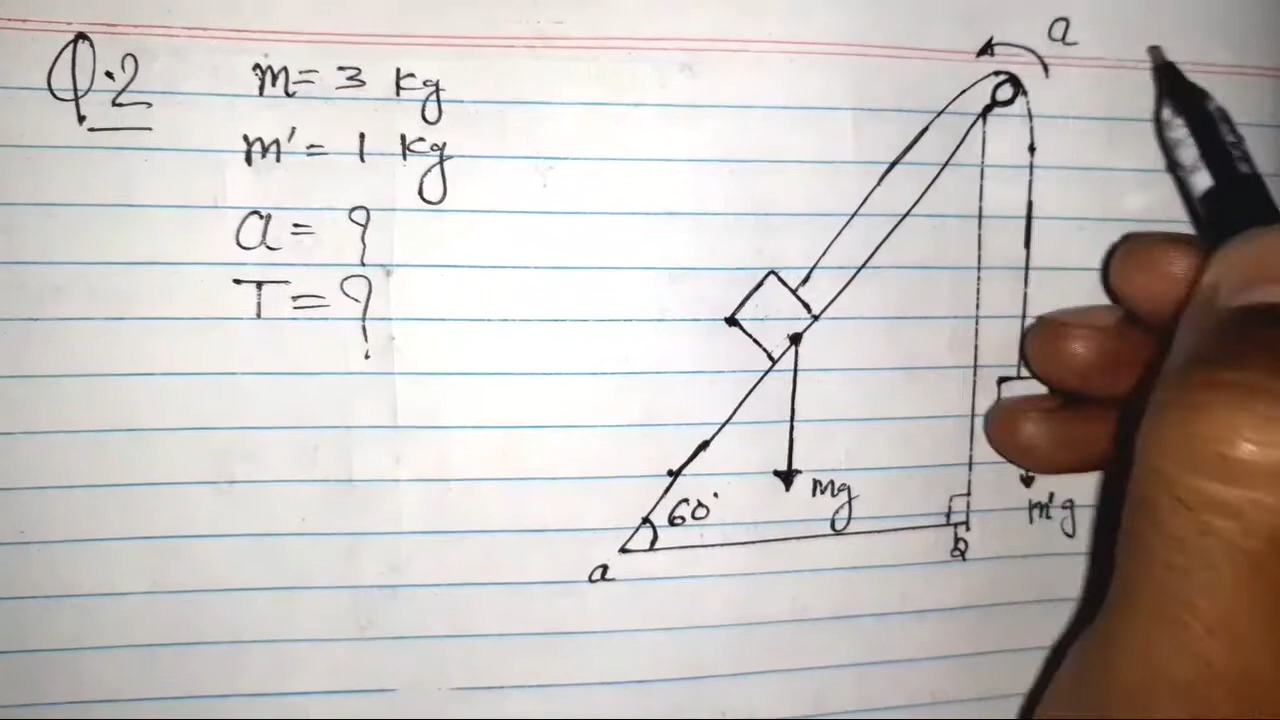 Q.2
m = 3 kg
m' = 1 kg
a = ?
T = ?
a
mg
60°
m'g
a
b